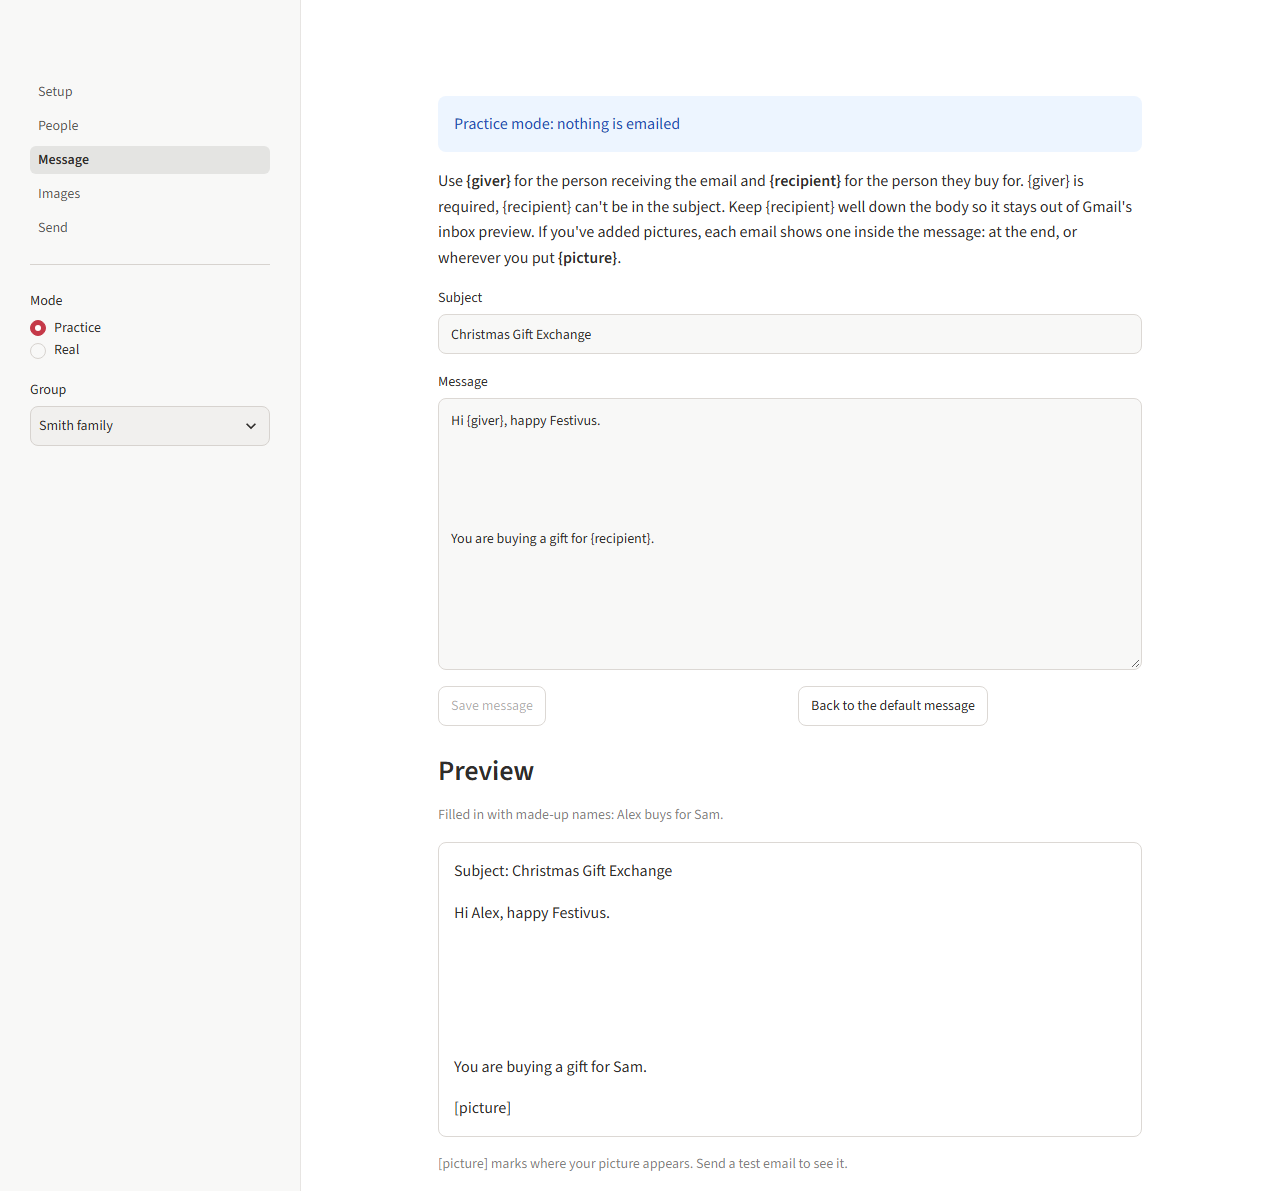 Setup
People
Message
Images
Send
Mode
Practice
Real
Group
Smith family
Practice mode: nothing is emailed
Use {giver} for the person receiving the email and {recipient} for the person they buy for. {giver} is
required, {recipient} can't be in the subject. Keep {recipient} well down the body so it stays out of Gmail's
inbox preview. If you've added pictures, each email shows one inside the message: at the end, or
wherever you put {picture}.
Subject
Christmas Gift Exchange
Message
Hi {giver}, happy Festivus.
You are buying a gift for {recipient}.
Save message
Back to the default message
Preview
Filled in with made-up names: Alex buys for Sam.
Subject: Christmas Gift Exchange
Hi Alex, happy Festivus.
You are buying a gift for Sam.
[picture]
[picture] marks where your picture appears. Send a test email to see it.